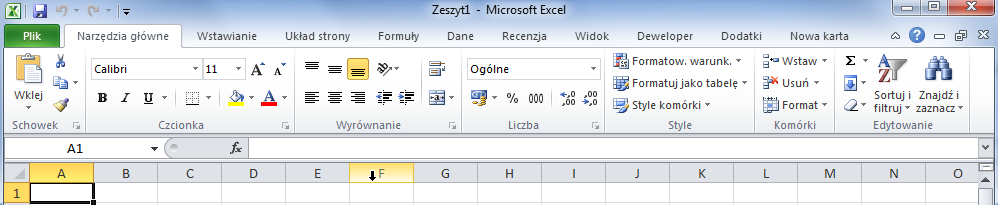 Zeszyt1 - Microsoft Excel
Plik Narzędzia główne Wstawianie Układ strony Formuły Dane Recenzja Widok Deweloper Dodatki Nowa karta
Wklej
Schowek
Calibri 11
B I U
Czcionka
Wyrównanie
Ogólne
% 000
Liczba
Formatow. warunk.
Formatuj jako tabelę
Style komórki
Style
Wstaw
Usuń
Format
Komórki
Sortuj i filtruj
Znajdź i zaznacz
Edytowanie
A1 fx
A B C D E F G H I J K L M N O
1